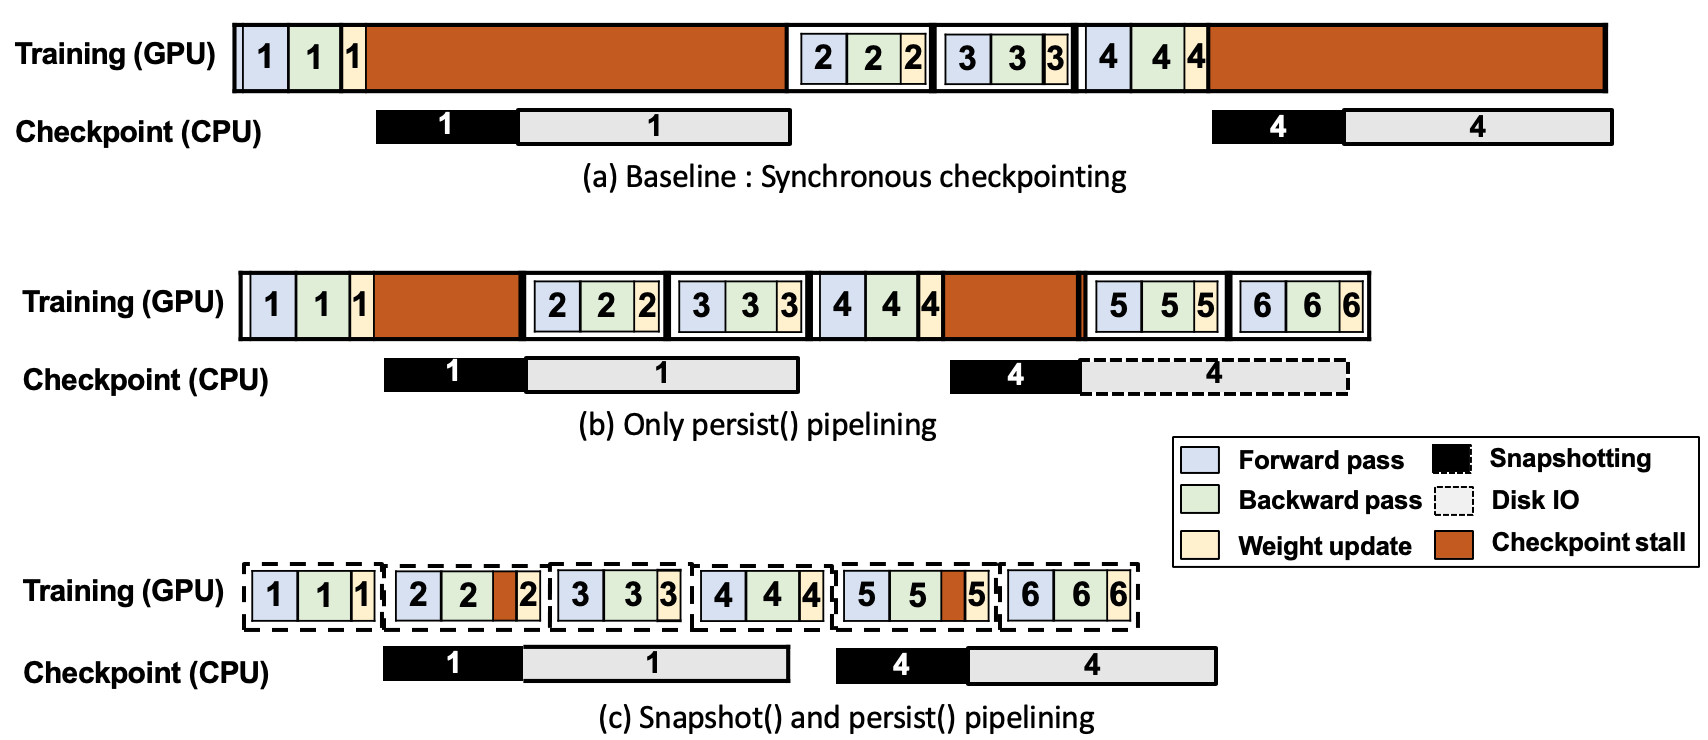 Training (GPU) 1 1 1 2 2 2 3 3 3 4 4 4
Checkpoint (CPU) 1 1 4 4
(a) Baseline : Synchronous checkpointing
Training (GPU) 1 1 1 2 2 2 3 3 3 4 4 4 5 5 5 6 6 6
Checkpoint (CPU) 1 1 4 4
(b) Only persist() pipelining
Forward pass Snapshotting
Backward pass Disk IO
Weight update Checkpoint stall
Training (GPU) 1 1 1 2 2 2 3 3 3 4 4 4 5 5 5 6 6 6
Checkpoint (CPU) 1 1 4 4
(c) Snapshot() and persist() pipelining